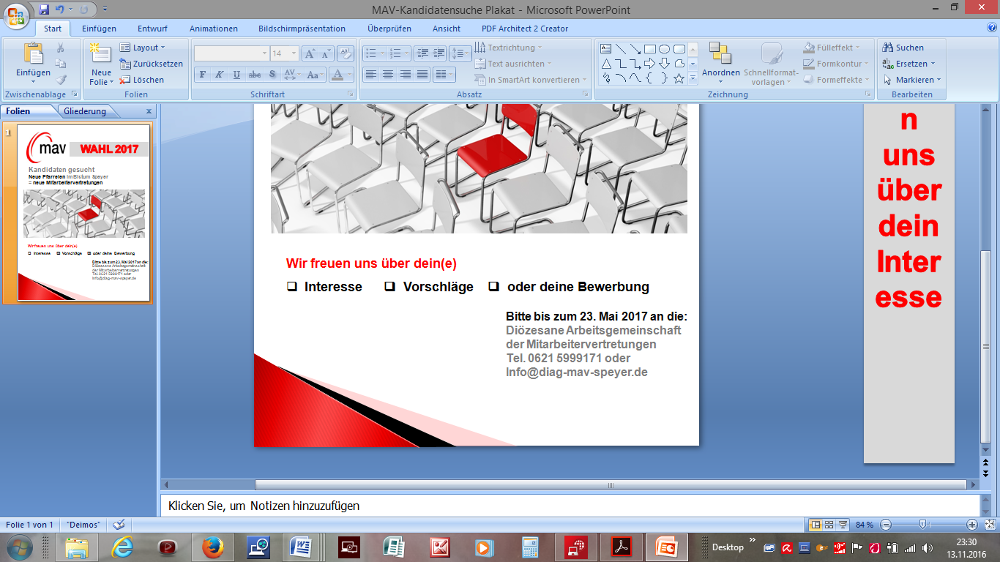 MAV-Kandidatensuche Plakat - Microsoft PowerPoint
Start Einfügen Entwurf Animationen Bildschirmpräsentation Überprüfen Ansicht PDF Architect 2 Creator
Einfügen
Zwischenablage
Neue
Folie
Layout
Zurücksetzen
Löschen
Folien
14
F K U abc S AV Aa A
Schriftart
Textrichtung
Text ausrichten
In SmartArt konvertieren
Absatz
Anordnen
Schnellformat-
vorlagen
Fülleffekt
Formkontur
Formeffekte
Zeichnung
Suchen
Ersetzen
Markieren
Bearbeiten
Folien Gliederung x
1
mav WAHL 2017
Kandidaten gesucht
Neue Pfarreien im Bistum Speyer
= neue Mitarbeitervertretungen
Wir freuen uns über dein(e)
Interesse Vorschläge oder deine Bewerbung
Bitte bis zum 23. Mai 2017 an die:
Diözesane Arbeitsgemeinschaft
der Mitarbeitervertretungen
Tel. 0621 5999171 oder
Info@diag-mav-speyer.de
Wir freuen uns über dein(e)
Interesse Vorschläge oder deine Bewerbung
Bitte bis zum 23. Mai 2017 an die:
Diözesane Arbeitsgemeinschaft
der Mitarbeitervertretungen
Tel. 0621 5999171 oder
Info@diag-mav-speyer.de
n
uns
über
dein
Inter
esse
Klicken Sie, um Notizen hinzuzufügen
Folie 1 von 1 "Deimos" 84 %
Desktop
23:30
13.11.2016